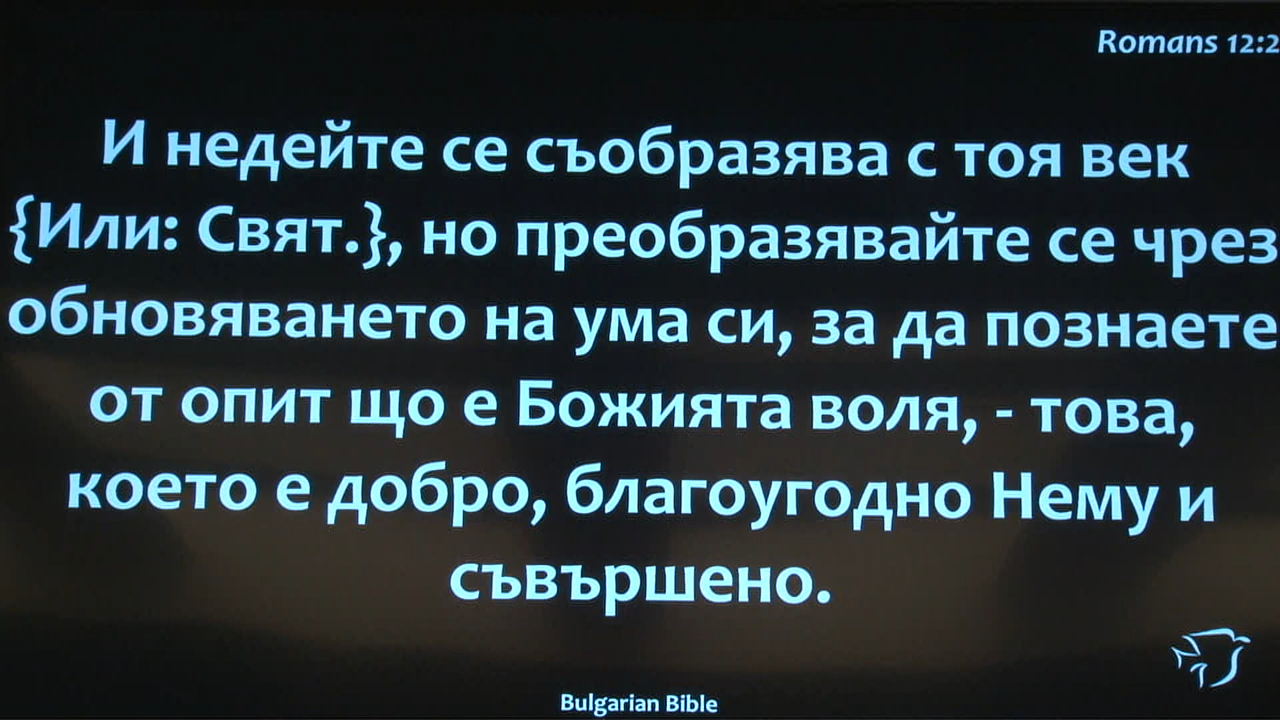 Romans 12:2
И недейте се съобразява с тоя век
{Или: Свят.}, но преобразявайте се чрез
обновяването на ума си, за да познаете
от опит що е Божията воля, - това,
което е добро, благоугодно Нему и
съвършено.
Bulgarian Bible